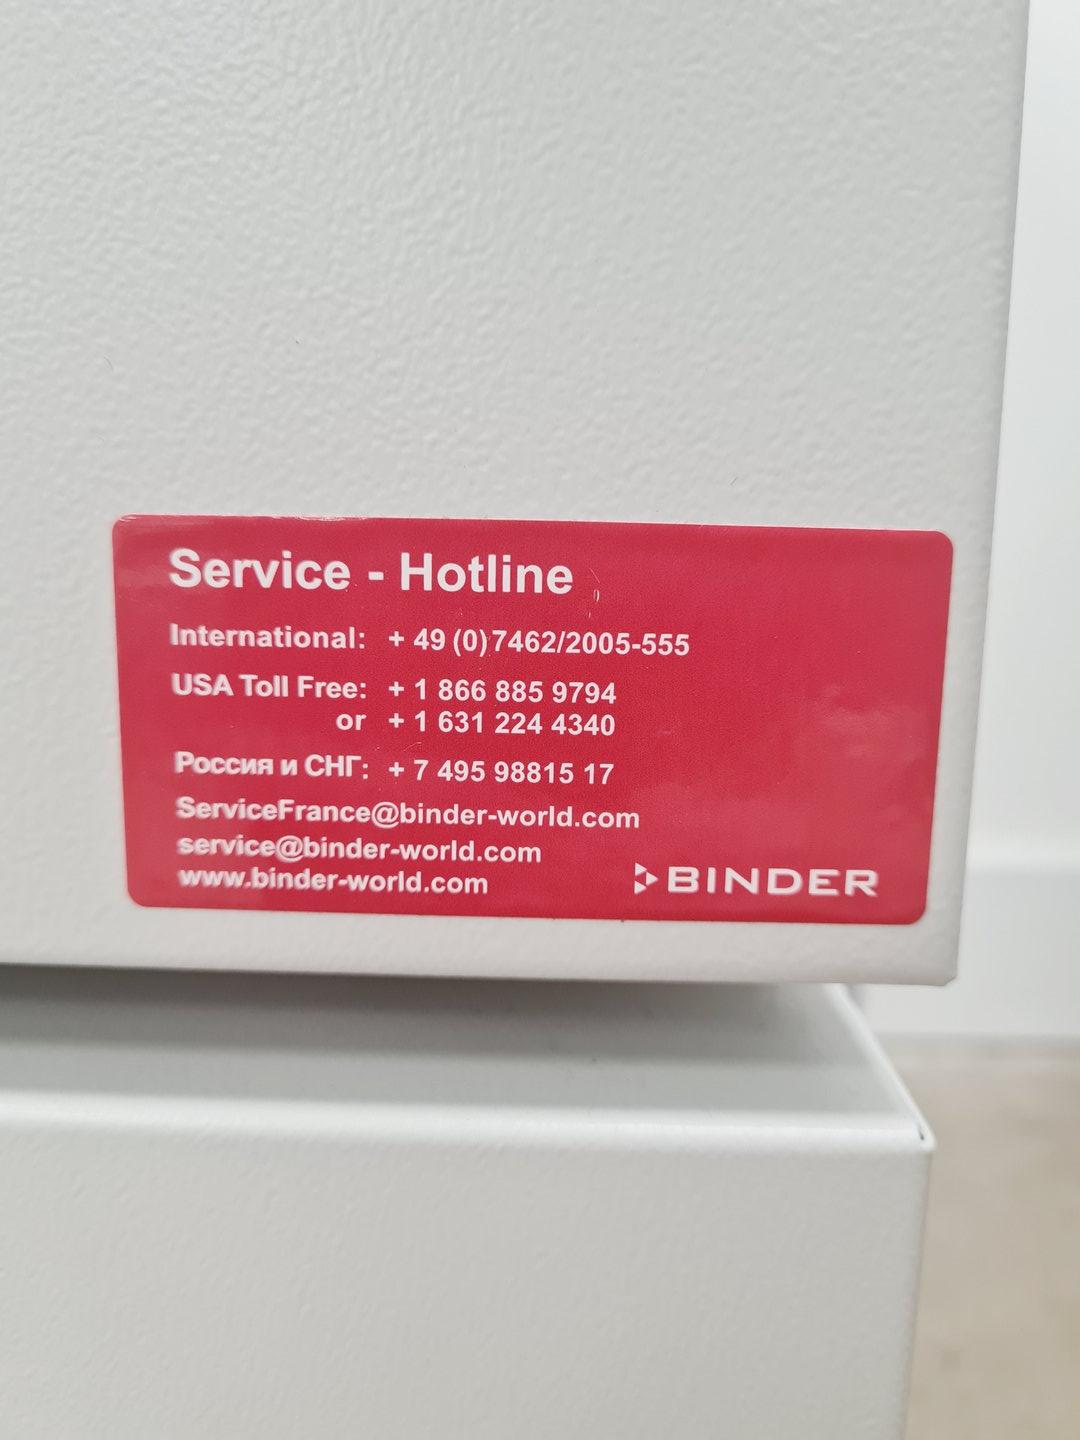 Service - Hotline
International: + 49 (0)7462/2005-555
USA Toll Free: + 1 866 885 9794
or + 1 631 224 4340
Россия и СНГ: + 7 495 98815 17
ServiceFrance@binder-world.com
service@binder-world.com
www.binder-world.com
BINDER